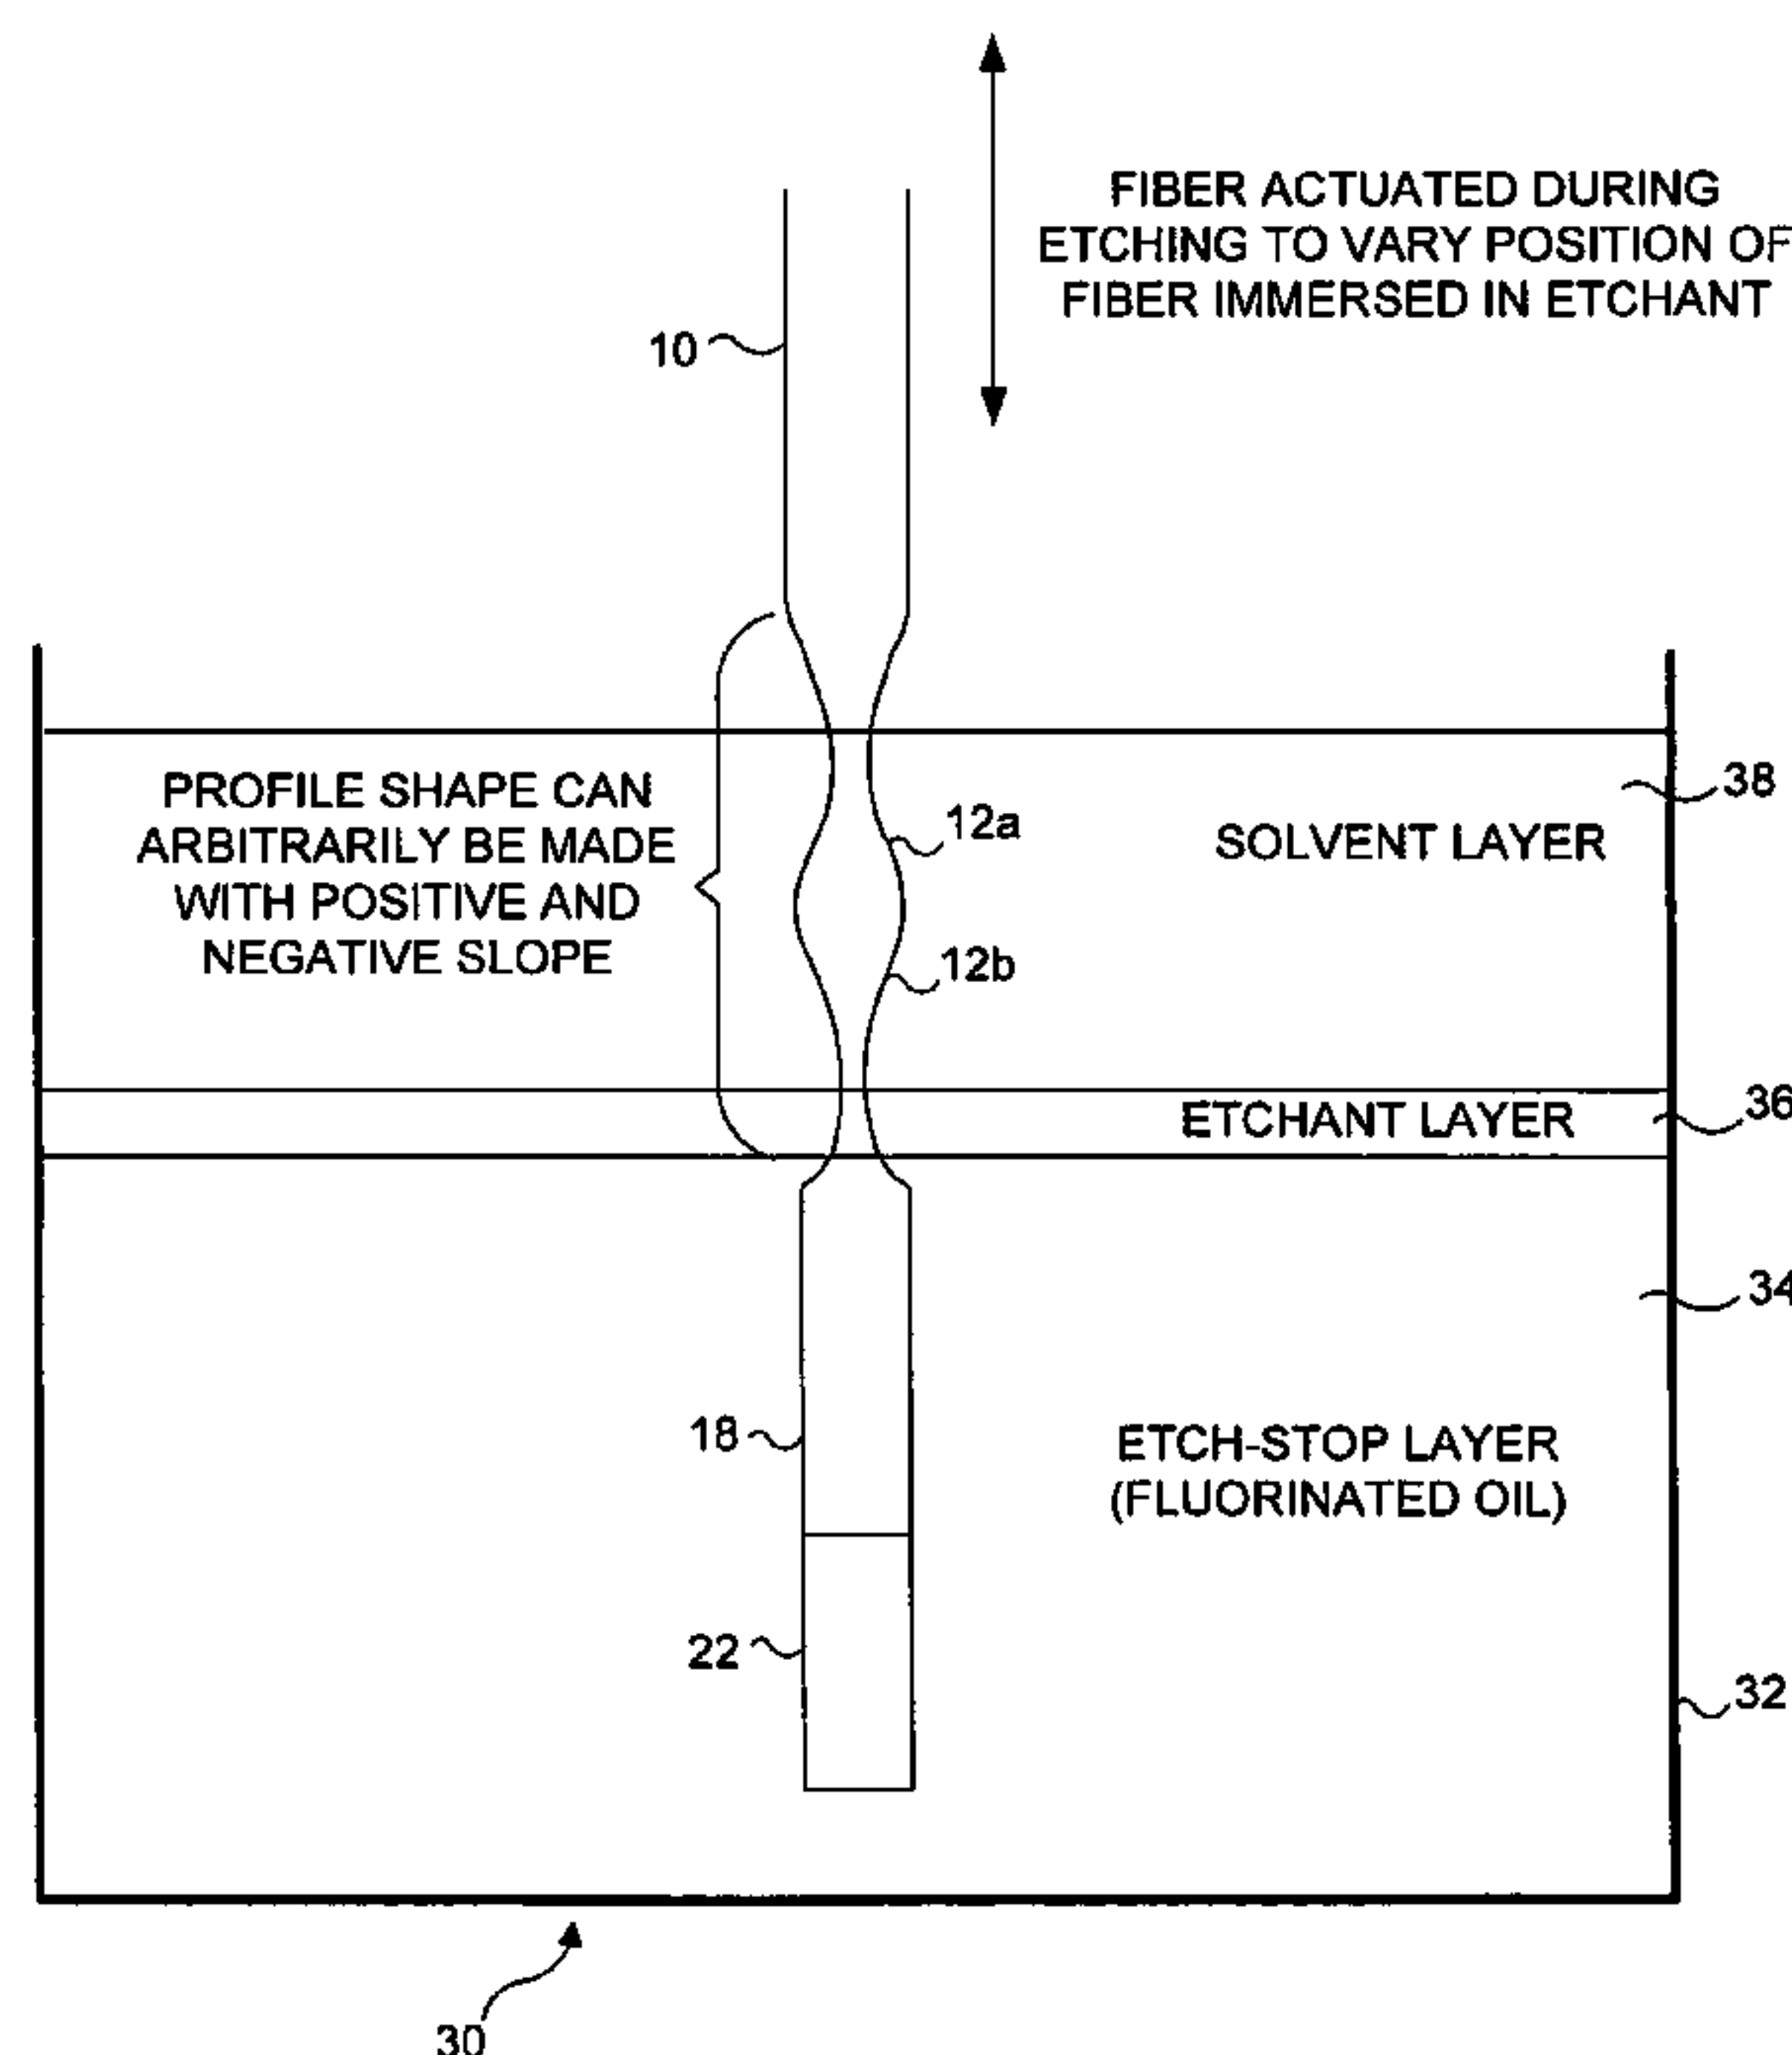 FIBER ACTUATED DURING
ETCHING TO VARY POSITION OF
FIBER IMMERSED IN ETCHANT
10
PROFILE SHAPE CAN
ARBITRARILY BE MADE
WITH POSITIVE AND
NEGATIVE SLOPE
38
12a
SOLVENT LAYER
12b
36
ETCHANT LAYER
34
18
ETCH-STOP LAYER
(FLUORINATED OIL)
22
32
30